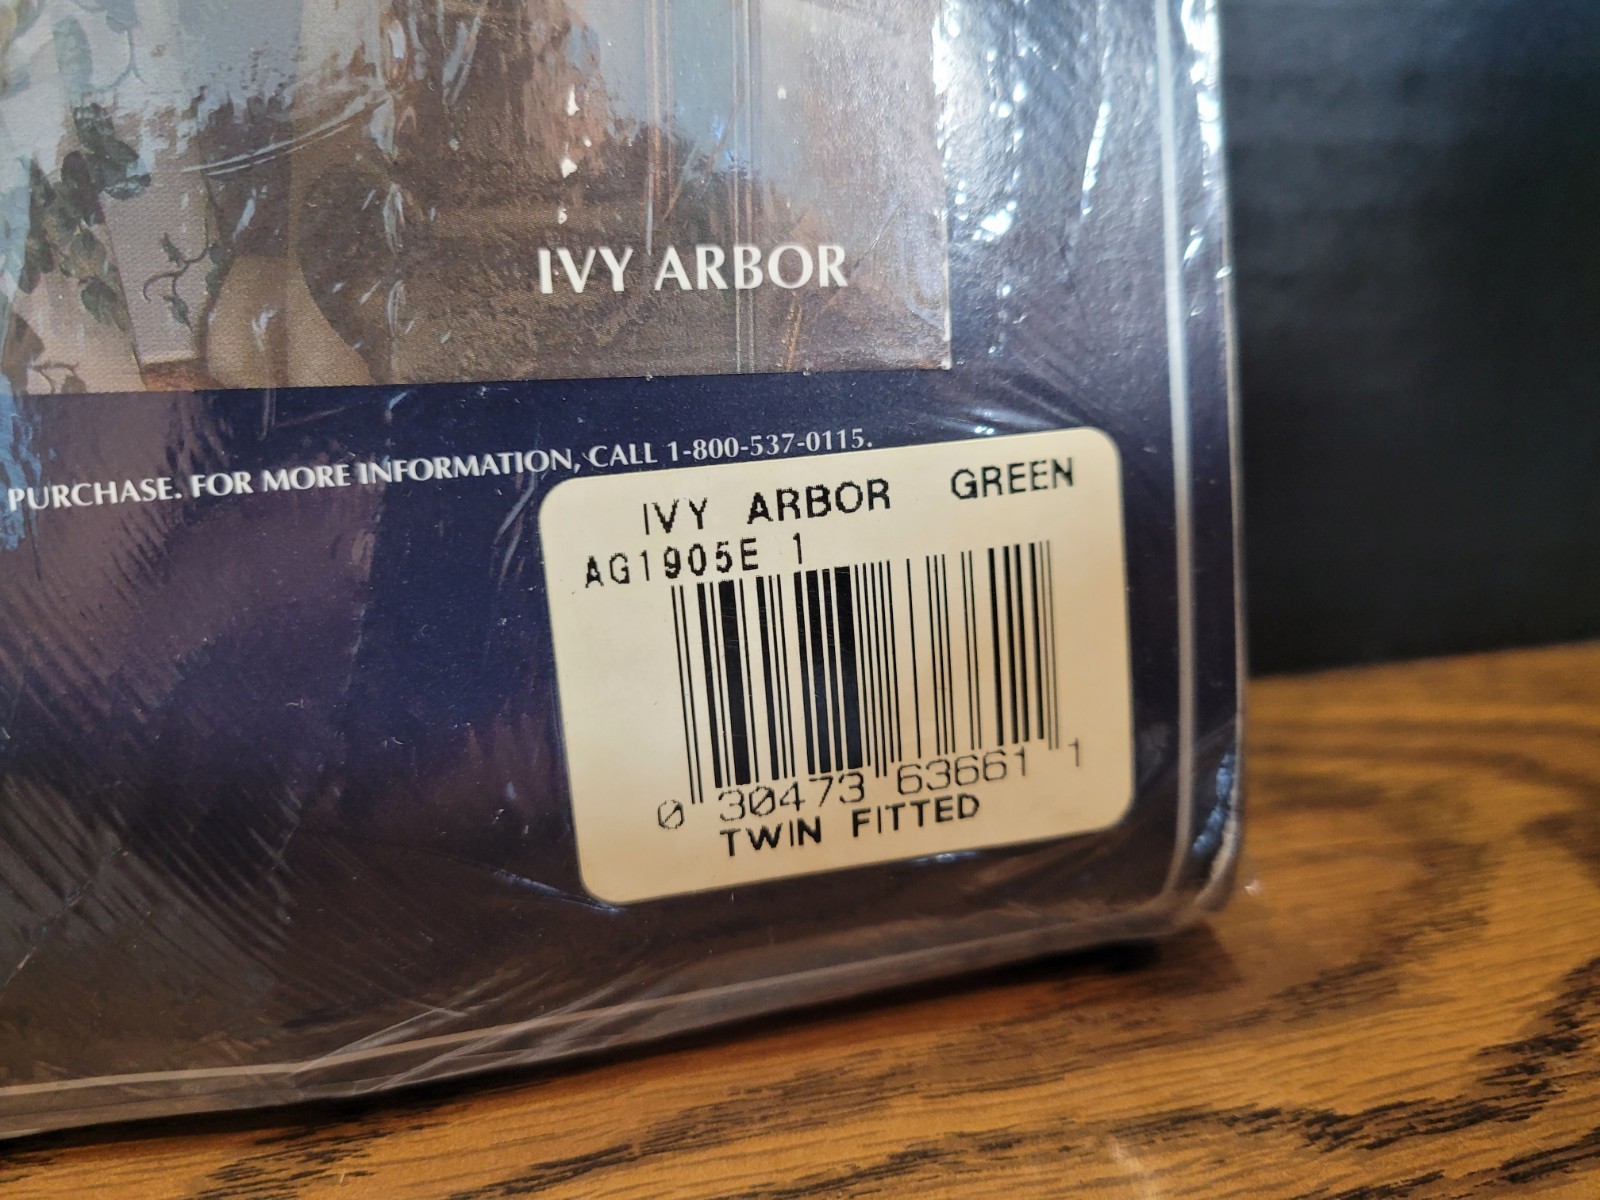 IVY ARBOR
PURCHASE. FOR MORE INFORMATION, CALL 1-800-537-0115.
IVY ARBOR GREEN
AG1905E 1
0 30473 63661 1
TWIN FITTED